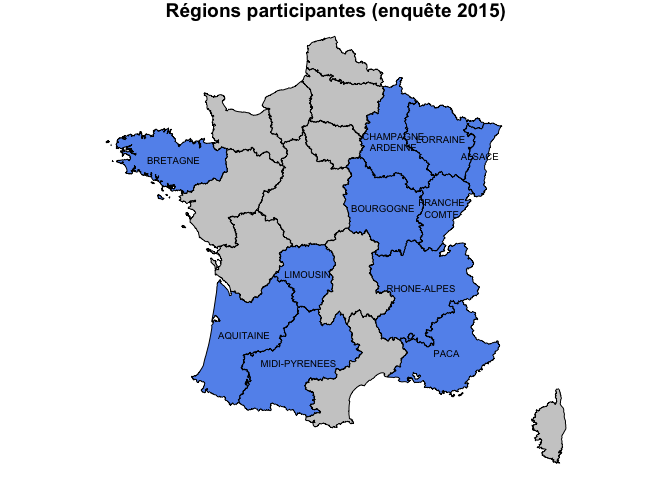 Régions participantes (enquête 2015)
CHAMPAGNE
ARDENNE
LORRAINE
ALSACE
BRETAGNE
BOURGOGNE
FRANCHE
COMTE
LIMOUSIN
RHONE-ALPES
AQUITAINE
MIDI-PYRENEES
PACA